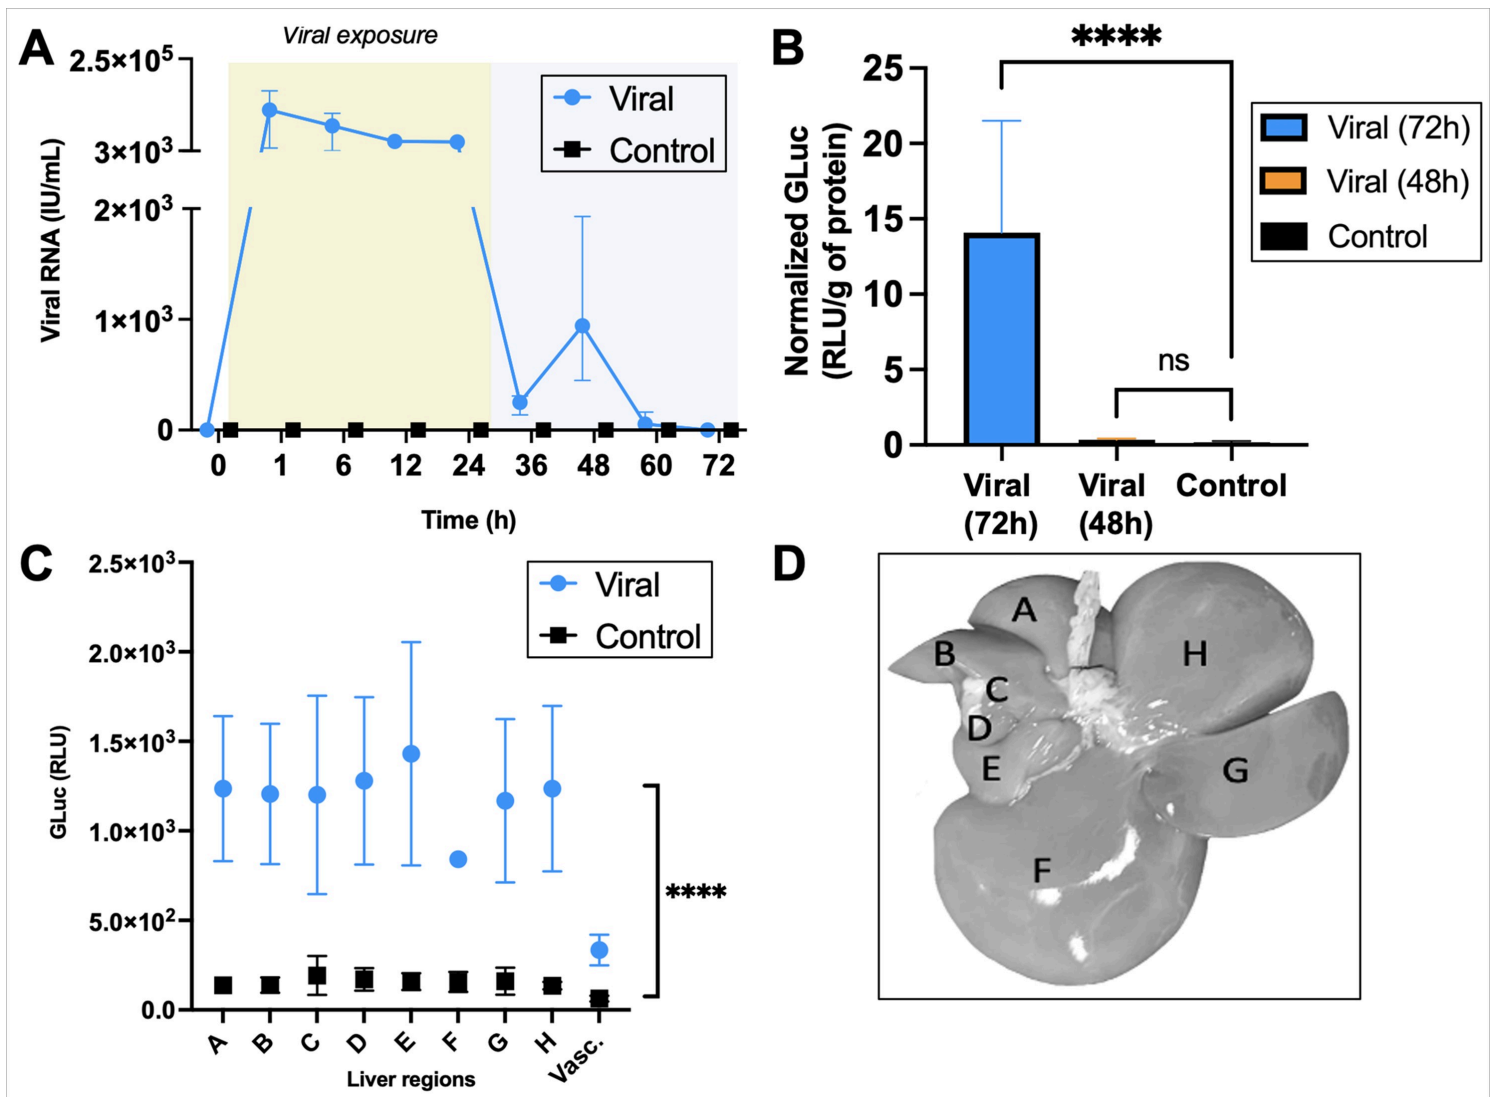 A
Viral exposure
2.5×10⁵
3×10³
2×10³
1×10³
0
Viral RNA (IU/mL)
Viral
Control
0 1 6 12 24 36 48 60 72
Time (h)
B
****
25
20
15
10
5
0
Normalized GLuc
(RLU/g of protein)
ns
Viral (72h)
Viral (48h)
Control
Viral
(72h)
Viral
(48h)
Control
C
2.5×10³
2.0×10³
1.5×10³
1.0×10³
5.0×10²
0.0
GLuc (RLU)
Viral
Control
****
A B C D E F G H Vasc.
Liver regions
D
A
B
C
D
E
F
G
H